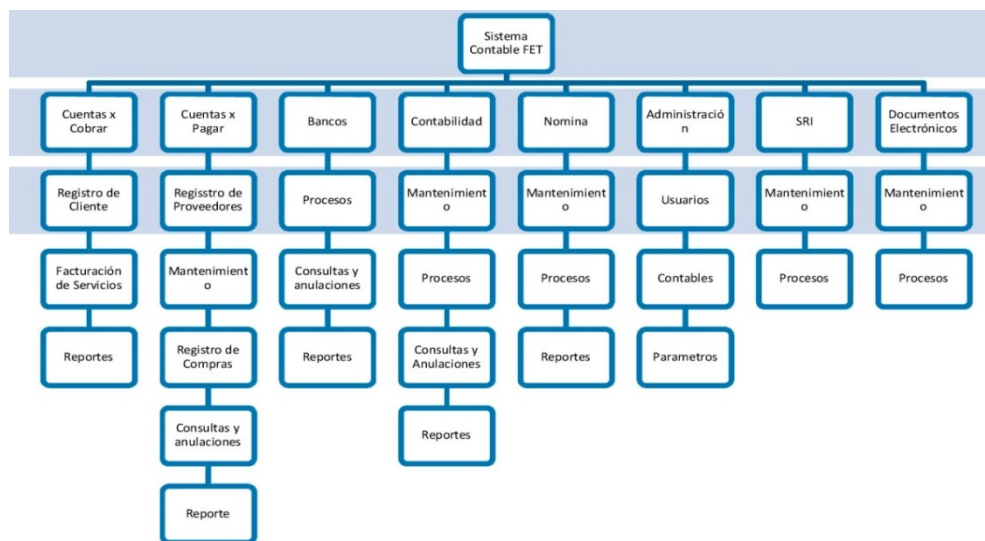 Sistema
Contable FET
Cuentas x
Cobrar
Cuentas x
Pagar
Bancos
Contabilidad
Nomina
Administració
n
SRI
Documentos
Electrónicos
Registro de
Cliente
Regisstro de
Proveedores
Procesos
Mantenimient
o
Mantenimient
o
Usuarios
Mantenimient
o
Mantenimient
o
Facturación
de Servicios
Mantenimient
o
Consultas y
anulaciones
Procesos
Procesos
Contables
Procesos
Procesos
Reportes
Registro de
Compras
Reportes
Consultas y
Anulaciones
Reportes
Parametros
Consultas y
anulaciones
Reportes
Reporte